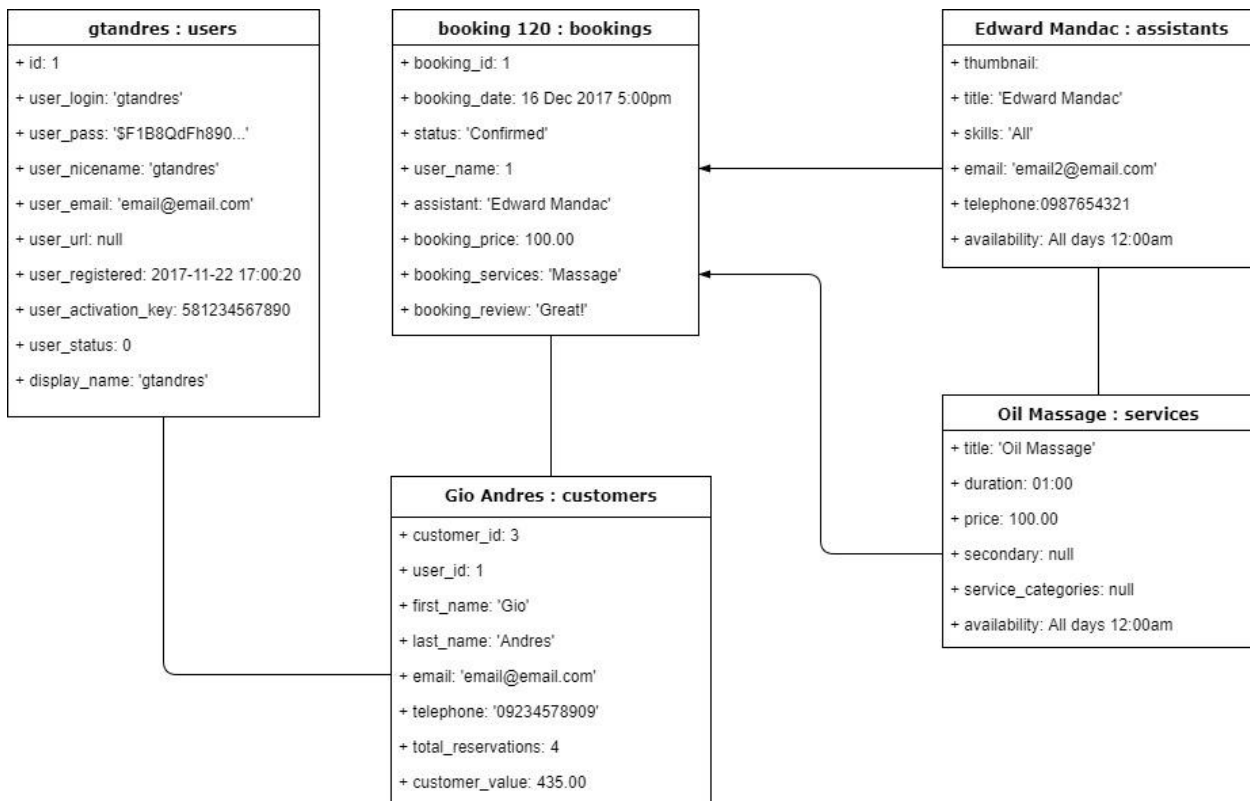 gtandres : users
+ id: 1
+ user_login: 'gtandres'
+ user_pass: '$F1B8QdFh890...'
+ user_nicename: 'gtandres'
+ user_email: 'email@email.com'
+ user_url: null
+ user_registered: 2017-11-22 17:00:20
+ user_activation_key: 581234567890
+ user_status: 0
+ display_name: 'gtandres'
booking 120 : bookings
+ booking_id: 1
+ booking_date: 16 Dec 2017 5:00pm
+ status: 'Confirmed'
+ user_name: 1
+ assistant: 'Edward Mandac'
+ booking_price: 100.00
+ booking_services: 'Massage'
+ booking_review: 'Great!'
Edward Mandac : assistants
+ thumbnail:
+ title: 'Edward Mandac'
+ skills: 'All'
+ email: 'email2@email.com'
+ telephone:0987654321
+ availability: All days 12:00am
Oil Massage : services
+ title: 'Oil Massage'
+ duration: 01:00
+ price: 100.00
+ secondary: null
+ service_categories: null
+ availability: All days 12:00am
Gio Andres : customers
+ customer_id: 3
+ user_id: 1
+ first_name: 'Gio'
+ last_name: 'Andres'
+ email: 'email@email.com'
+ telephone: '09234578909'
+ total_reservations: 4
+ customer_value: 435.00